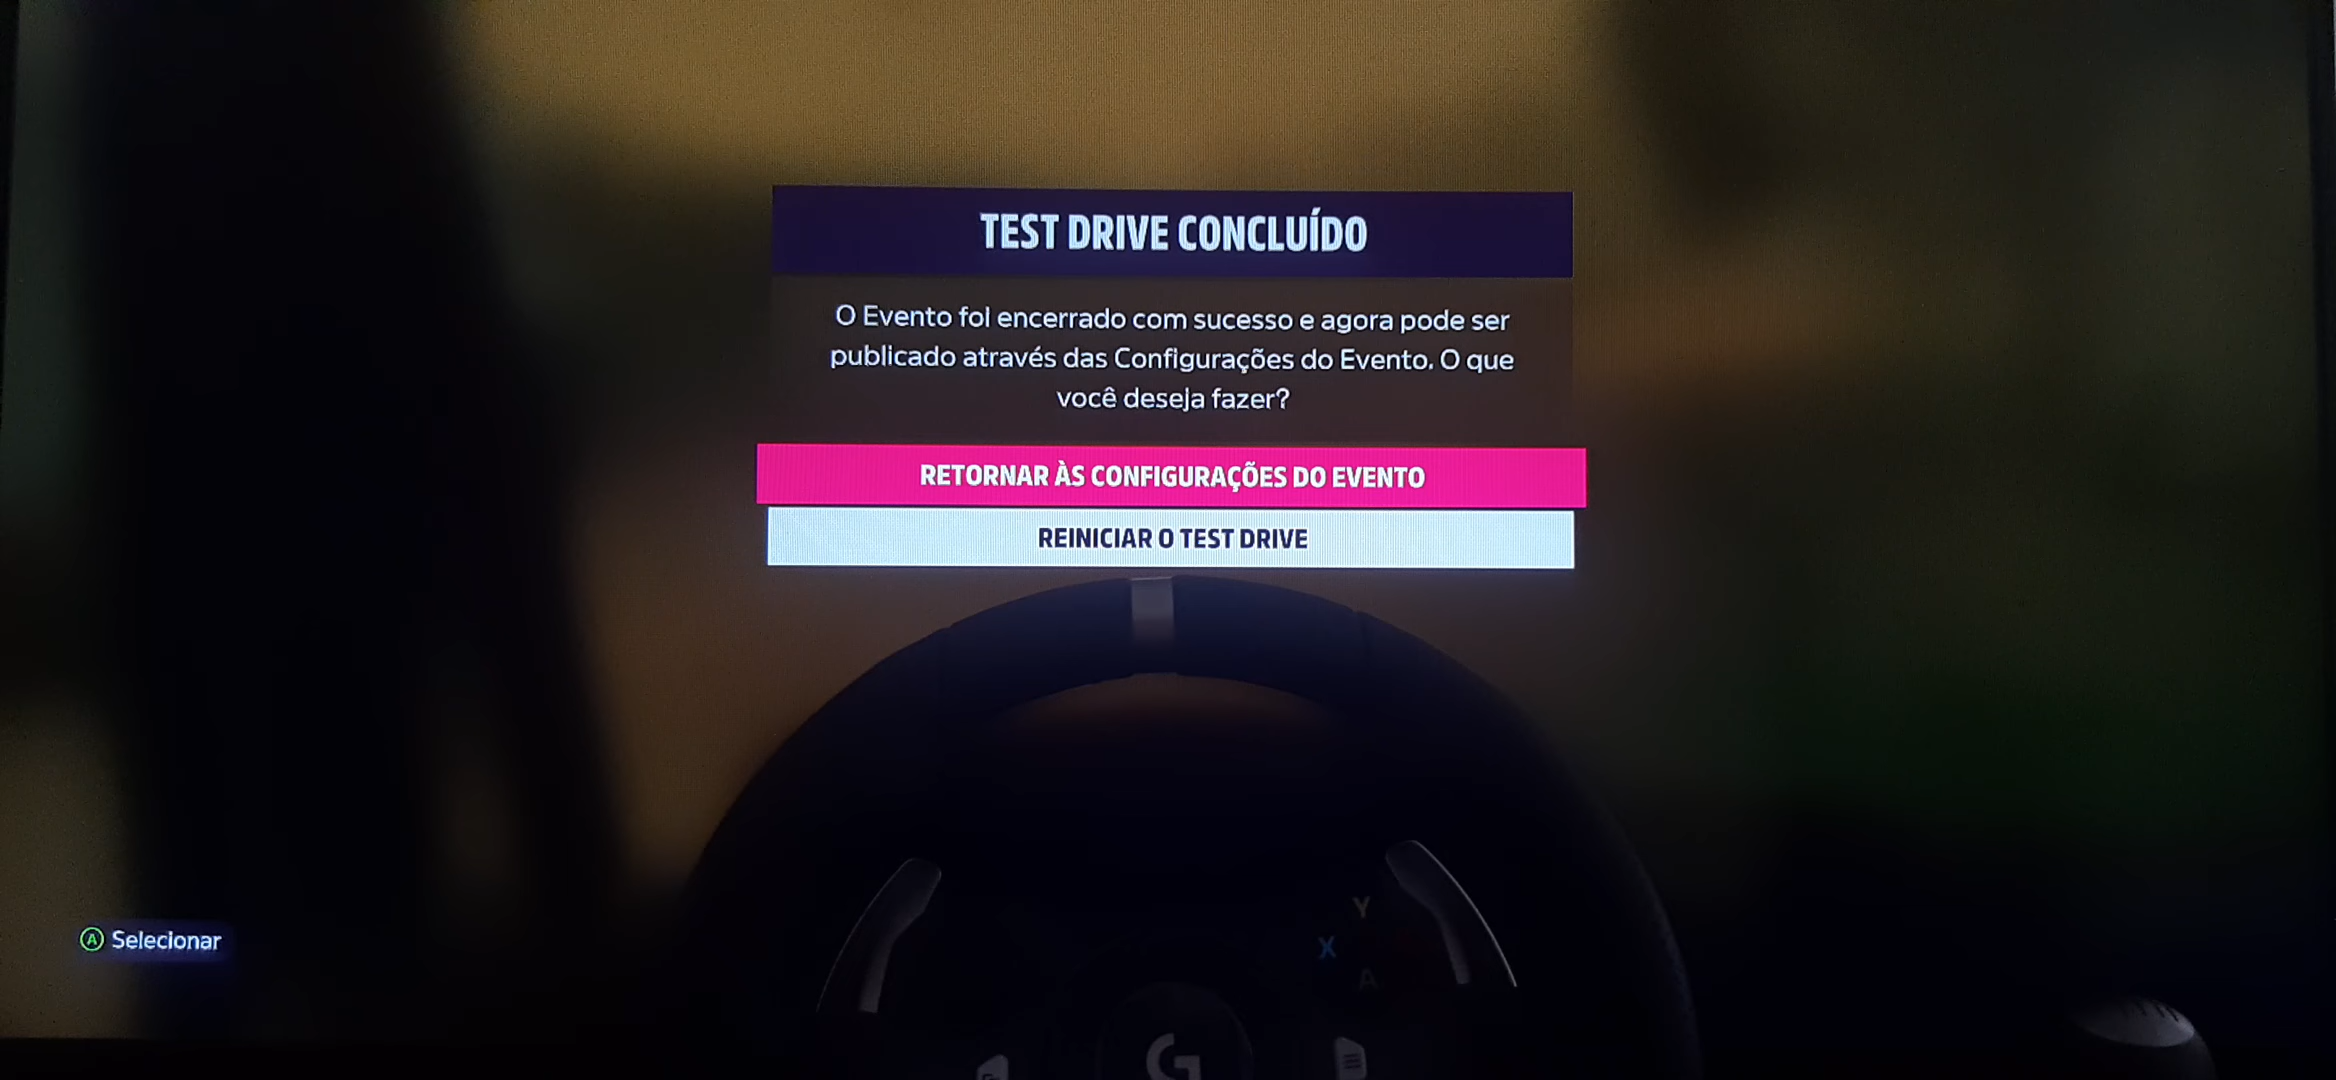 TEST DRIVE CONCLUÍDO
O Evento foi encerrado com sucesso e agora pode ser
publicado através das Configurações do Evento. O que
você deseja fazer?
RETORNAR ÀS CONFIGURAÇÕES DO EVENTO
REINICIAR O TEST DRIVE
Y
X
A
A Selecionar
G